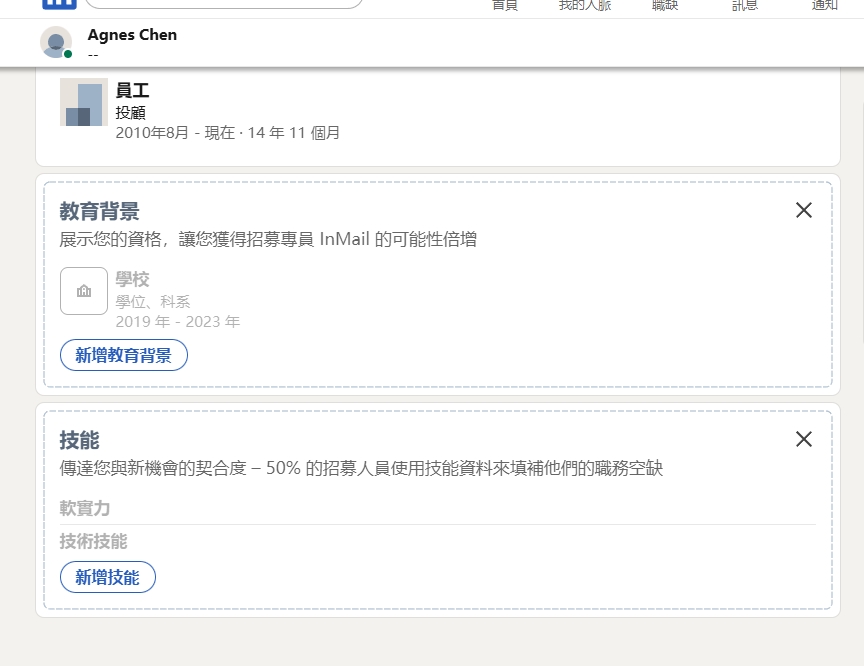 首頁
我的人脈
職缺
訊息
通知
Agnes Chen
--
員工
投顧
2010年8月 - 現在 · 14 年 11 個月
教育背景
展示您的資格，讓您獲得招募專員 InMail 的可能性倍增
學校
學位、科系
2019 年 - 2023 年
新增教育背景
技能
傳達您與新機會的契合度 – 50% 的招募人員使用技能資料來填補他們的職務空缺
軟實力
技術技能
新增技能